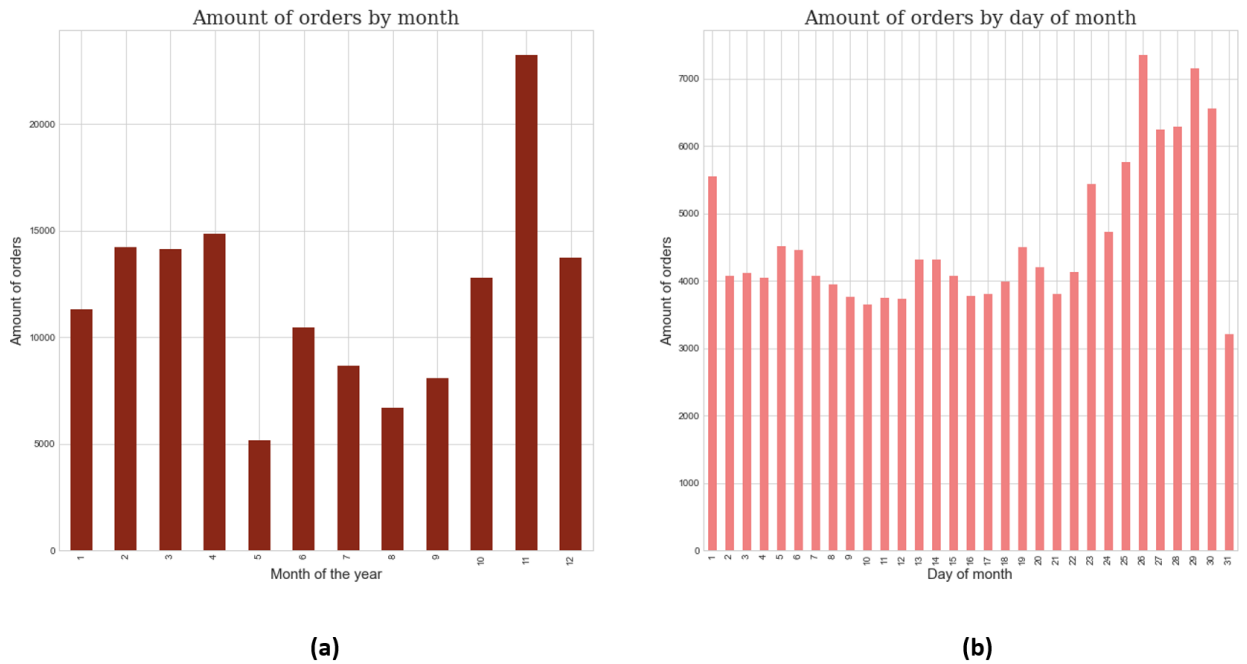 Amount of orders by month
Amount of orders
20000
15000
10000
5000
0
1 2 3 4 5 6 7 8 9 10 11 12
Month of the year
(a)
Amount of orders by day of month
Amount of orders
7000
6000
5000
4000
3000
2000
1000
0
1 2 3 4 5 6 7 8 9 10 11 12 13 14 15 16 17 18 19 20 21 22 23 24 25 26 27 28 29 30 31
Day of month
(b)